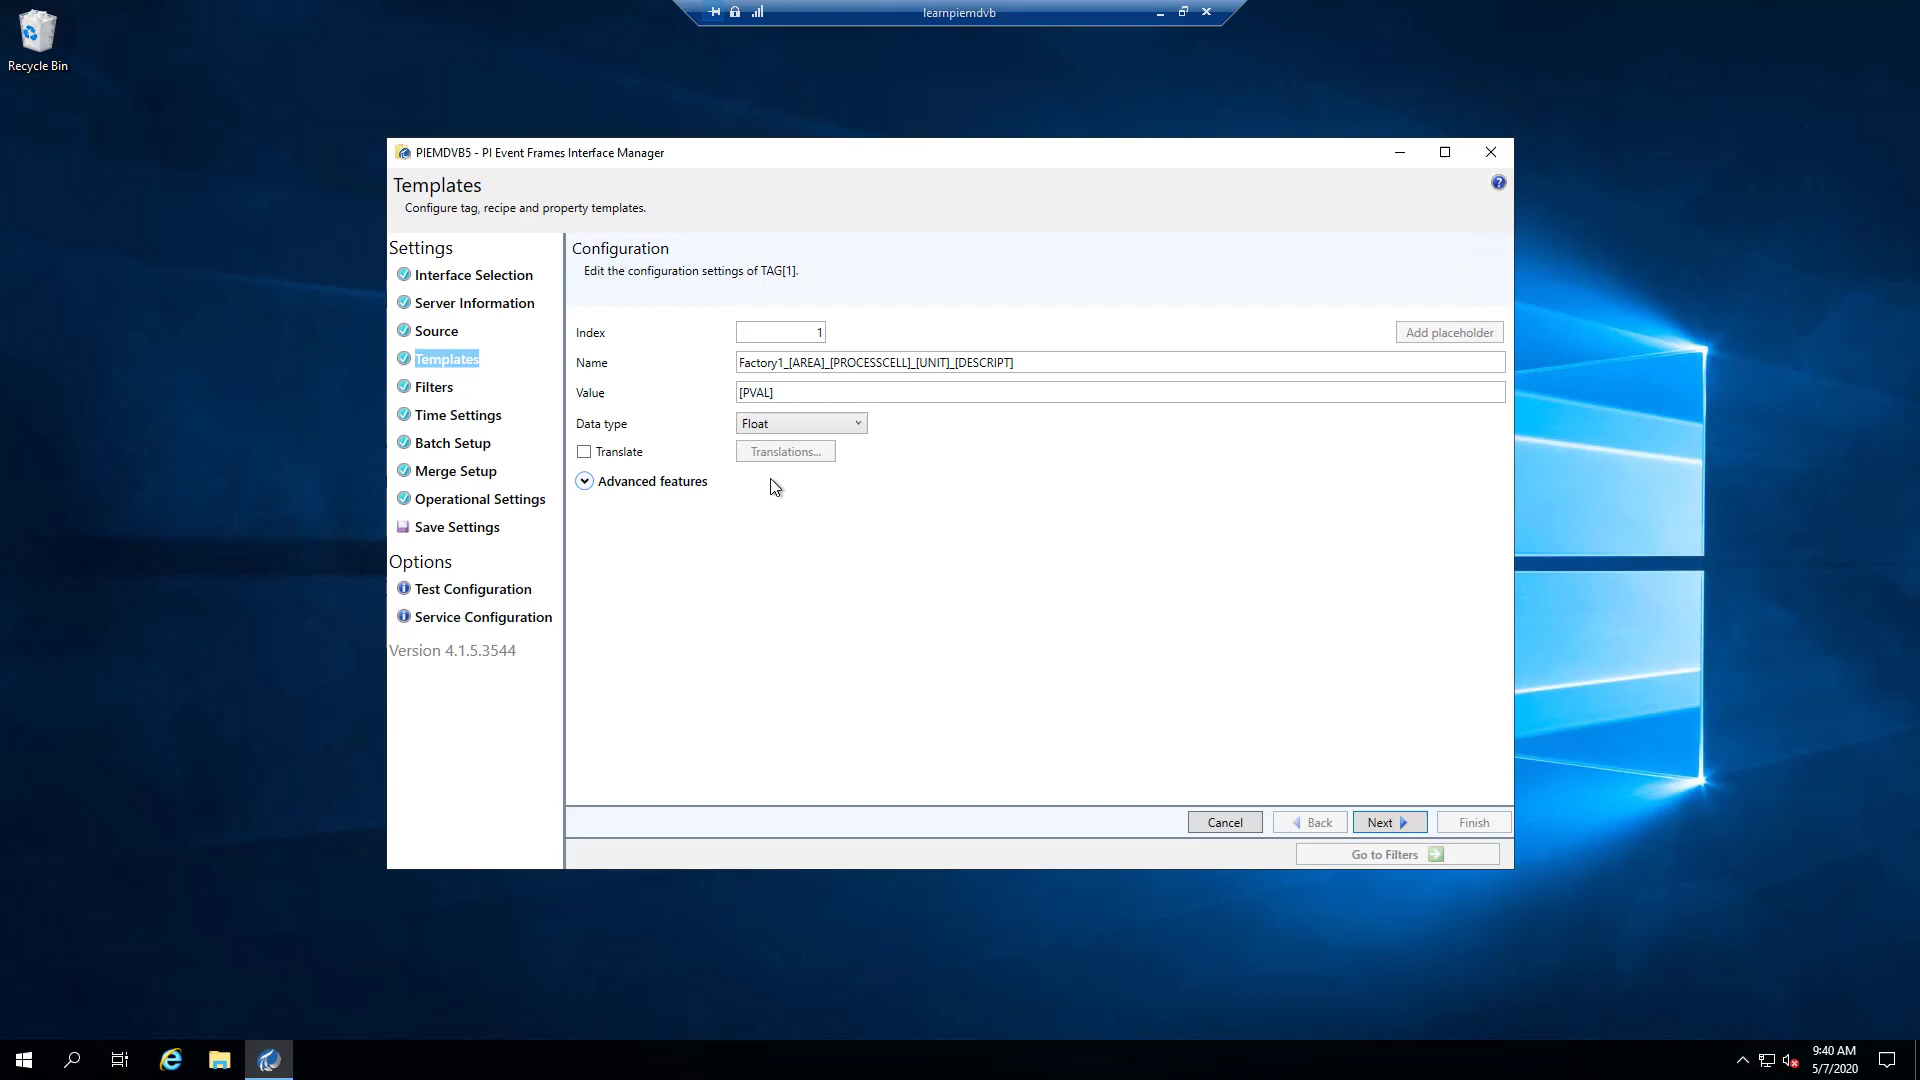 learnpiemdvb
Recycle Bin
PIEMDVB5 - PI Event Frames Interface Manager
Templates
Configure tag, recipe and property templates.
Settings
Interface Selection
Server Information
Source
Templates
Filters
Time Settings
Batch Setup
Merge Setup
Operational Settings
Save Settings
Options
Test Configuration
Service Configuration
Version 4.1.5.3544
Configuration
Edit the configuration settings of TAG[1].
Index
1
Add placeholder
Name
Factory1_[AREA]_[PROCESSCELL]_[UNIT]_[DESCRIPT]
Value
[PVAL]
Data type
Float
Translate
Translations...
Advanced features
Cancel
Back
Next
Finish
Go to Filters
9:40 AM
5/7/2020